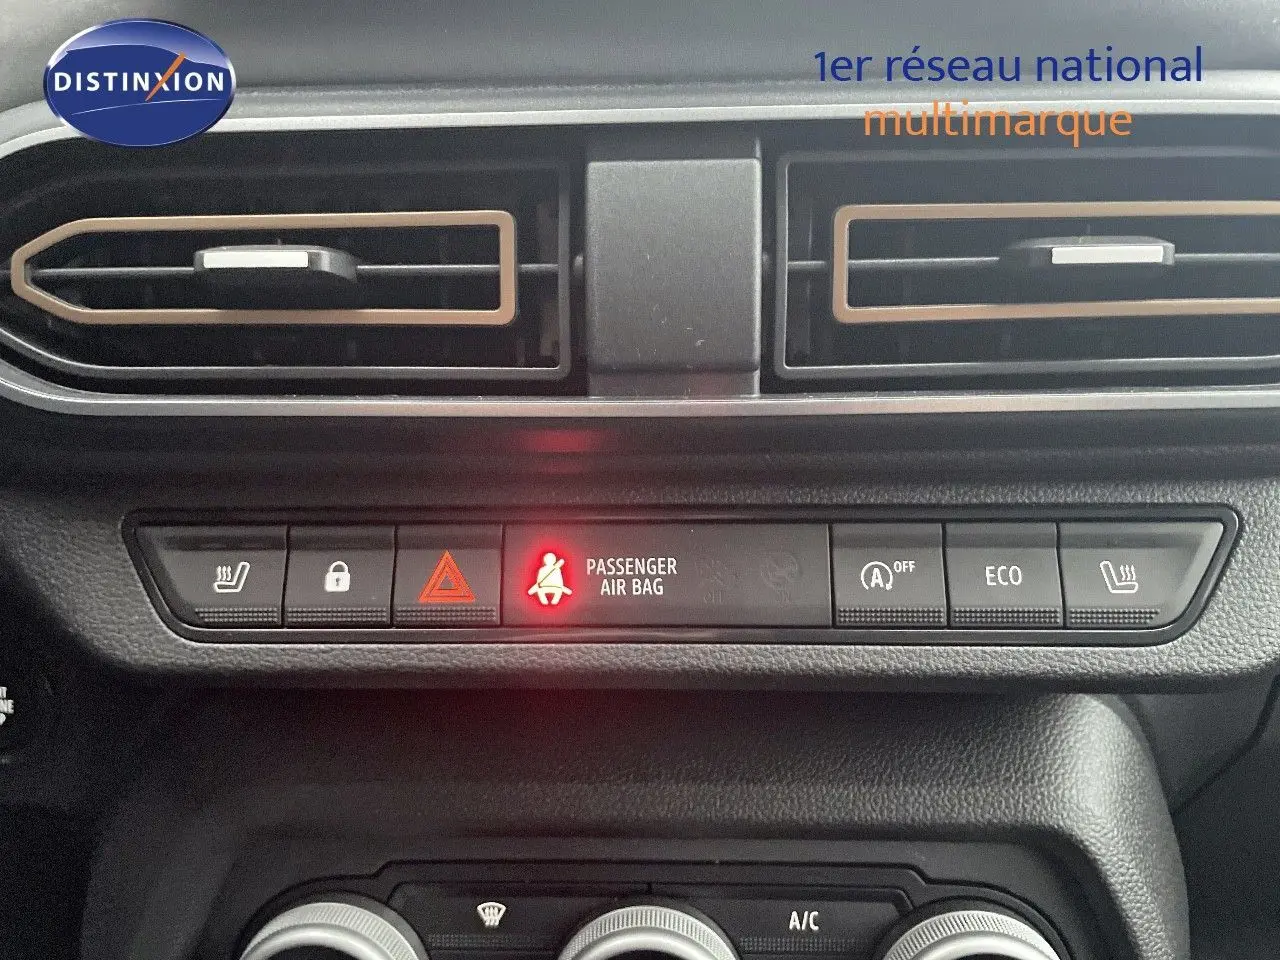 DISTINXION
1er réseau national
multimarque
PASSENGER
AIR BAG
A OFF
ECO
A/C